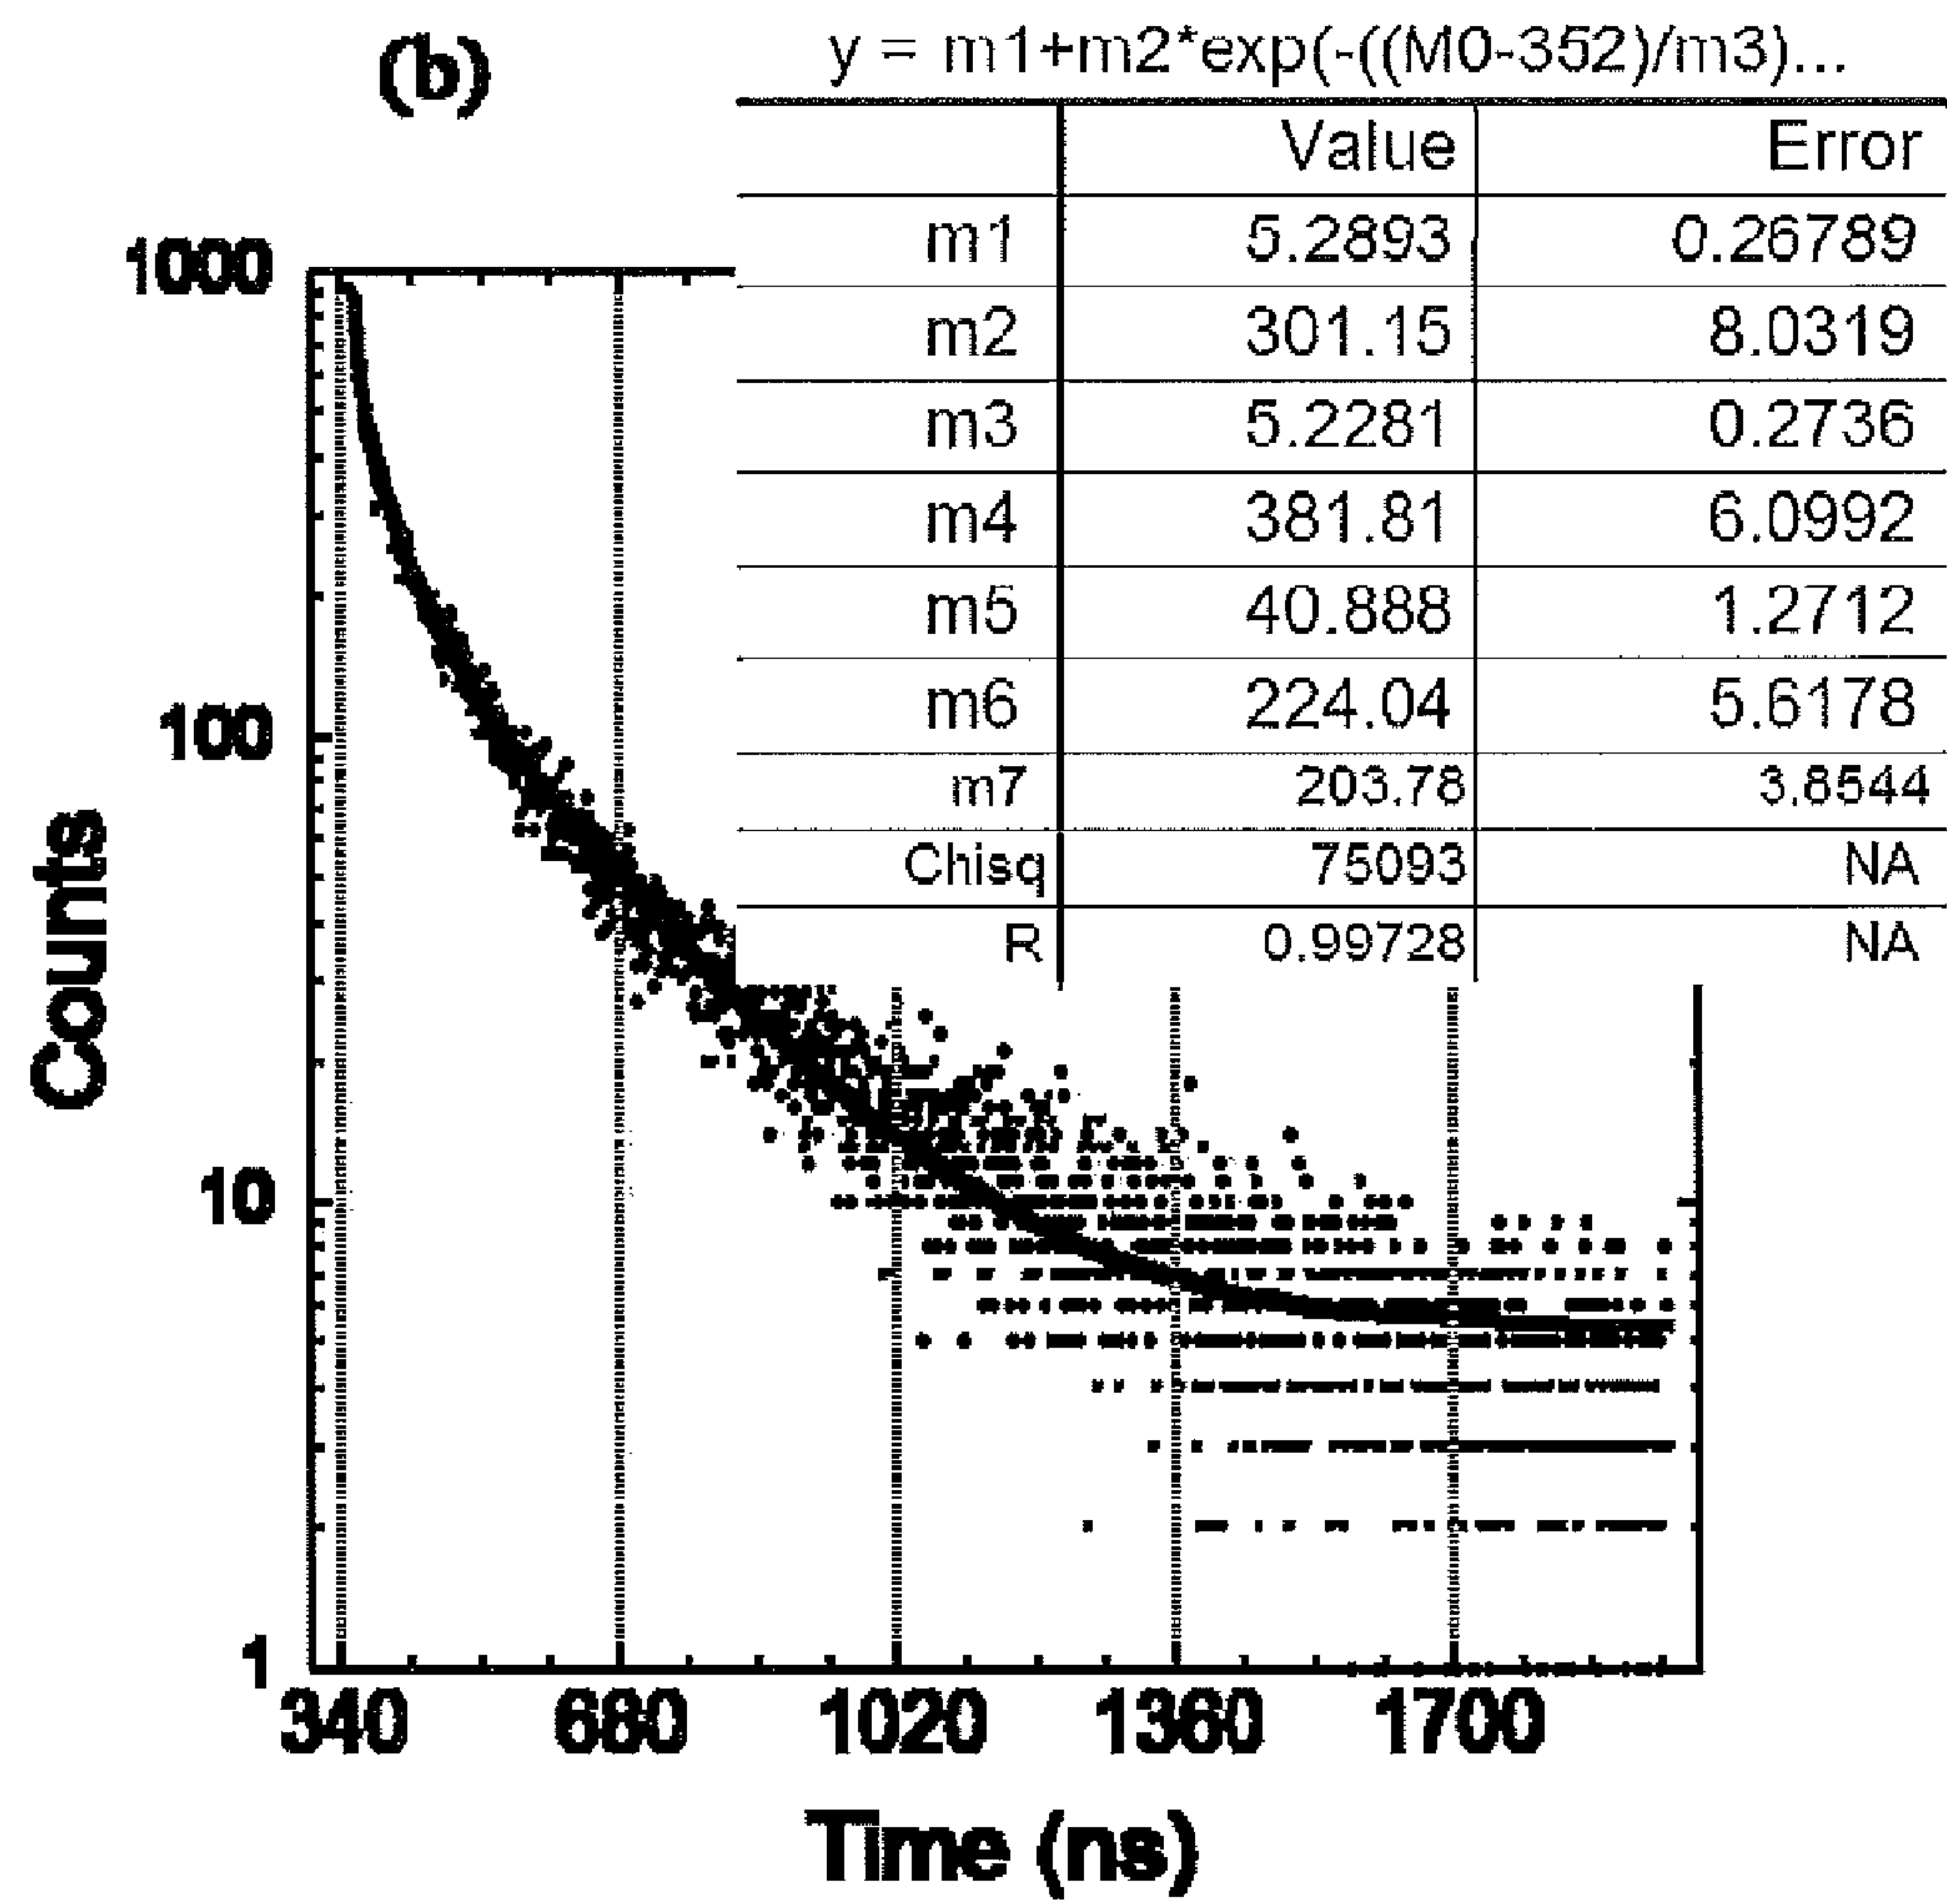 (b)
y = m1+m2*exp(-((M0-352)/m3)...
Value Error
m1 5.2893 0.26789
m2 301.15 8.0319
m3 5.2281 0.2736
m4 381.81 6.0992
m5 40.888 1.2712
m6 224.04 5.6178
m7 203.78 3.8544
Chisq 75093 NA
R 0.99728 NA
1000
100
10
1
Counts
340 680 1020 1360 1700
Time (ns)